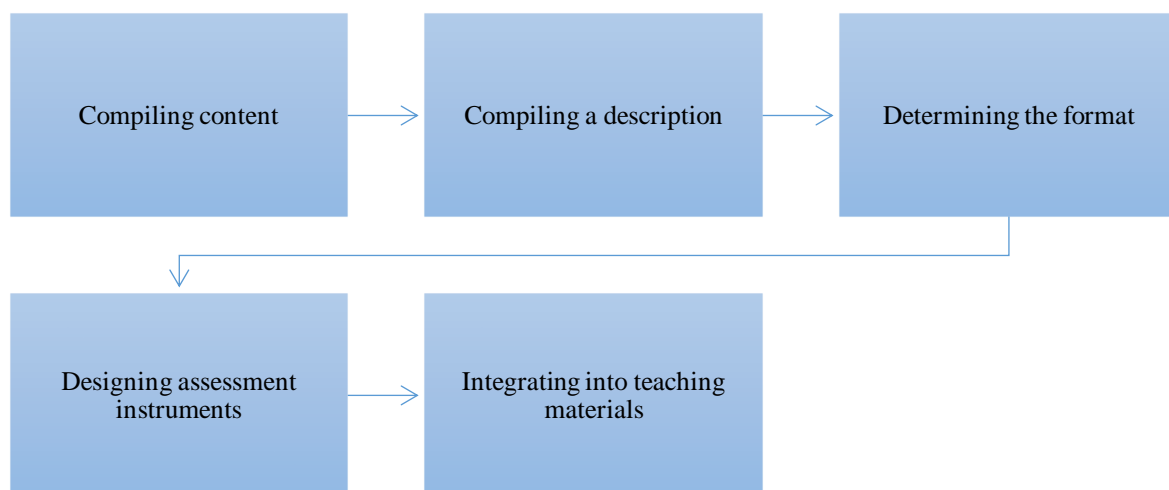 Compiling content
Compiling a description
Determining the format
Designing assessment
instruments
Integrating into teaching
materials